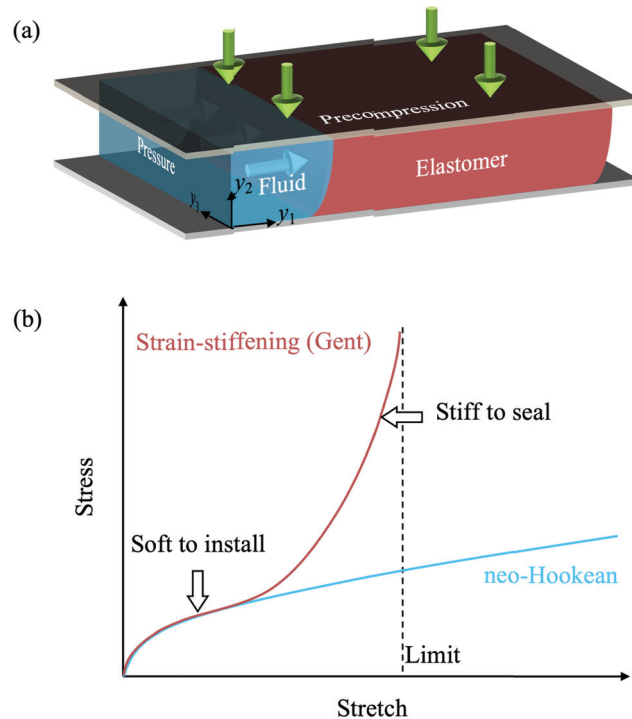 (a)
Precompression
Pressure
Fluid
Elastomer
y2
y3
y1
(b)
Strain-stiffening (Gent)
Stiff to seal
Soft to install
neo-Hookean
Limit
Stress
Stretch